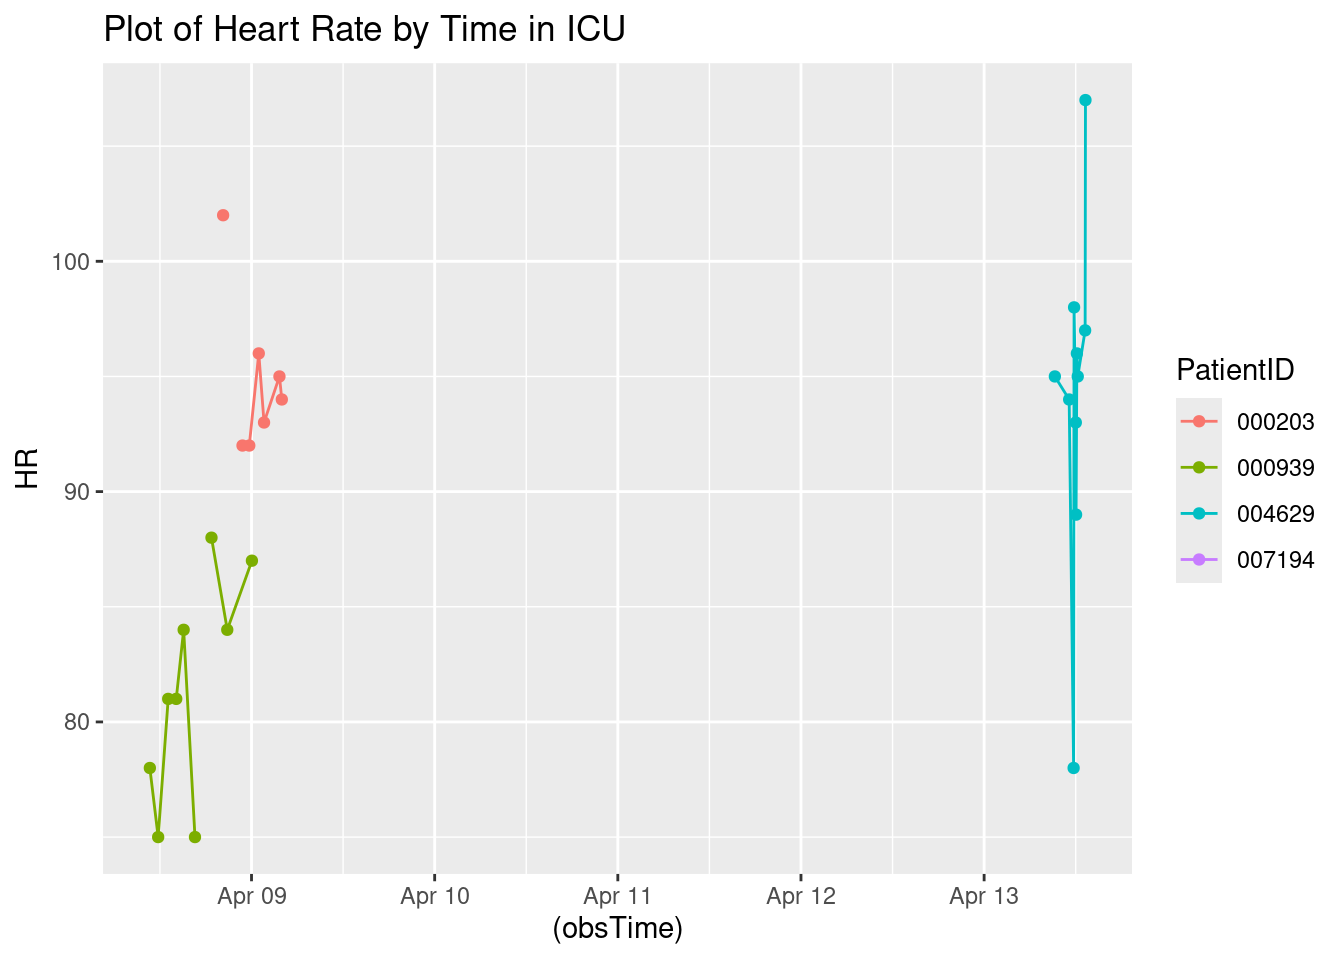 Plot of Heart Rate by Time in ICU
HR
100
90
80
Apr 09
Apr 10
Apr 11
Apr 12
Apr 13
(obsTime)
PatientID
000203
000939
004629
007194